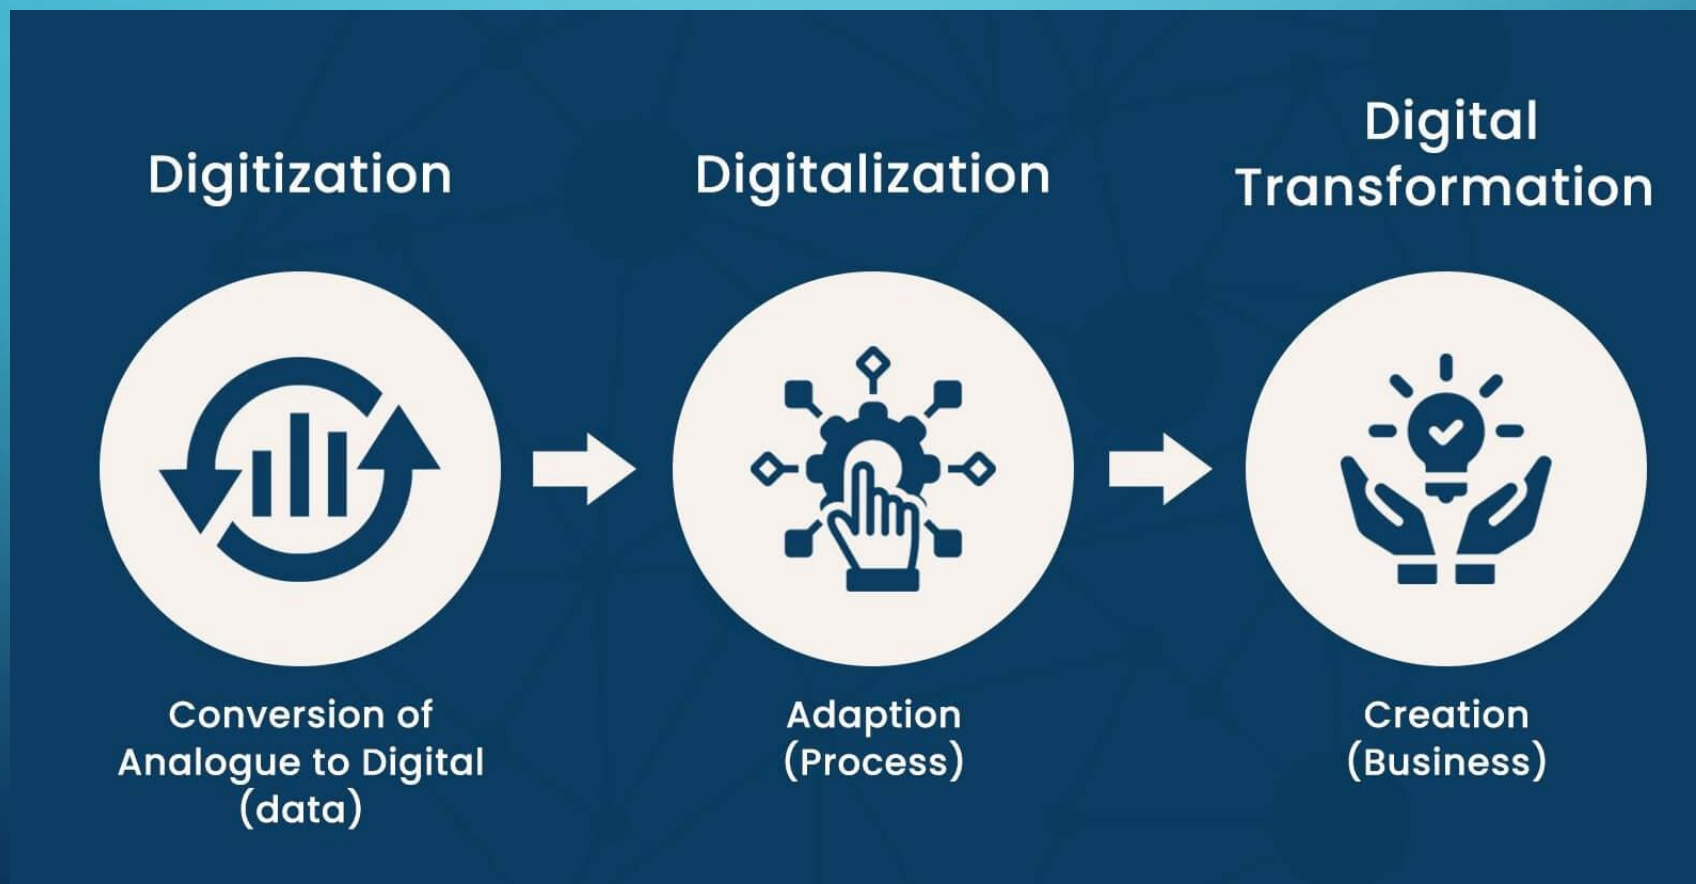 Digitization
Conversion of
Analogue to Digital
(data)
Digitalization
Adaption
(Process)
Digital
Transformation
Creation
(Business)